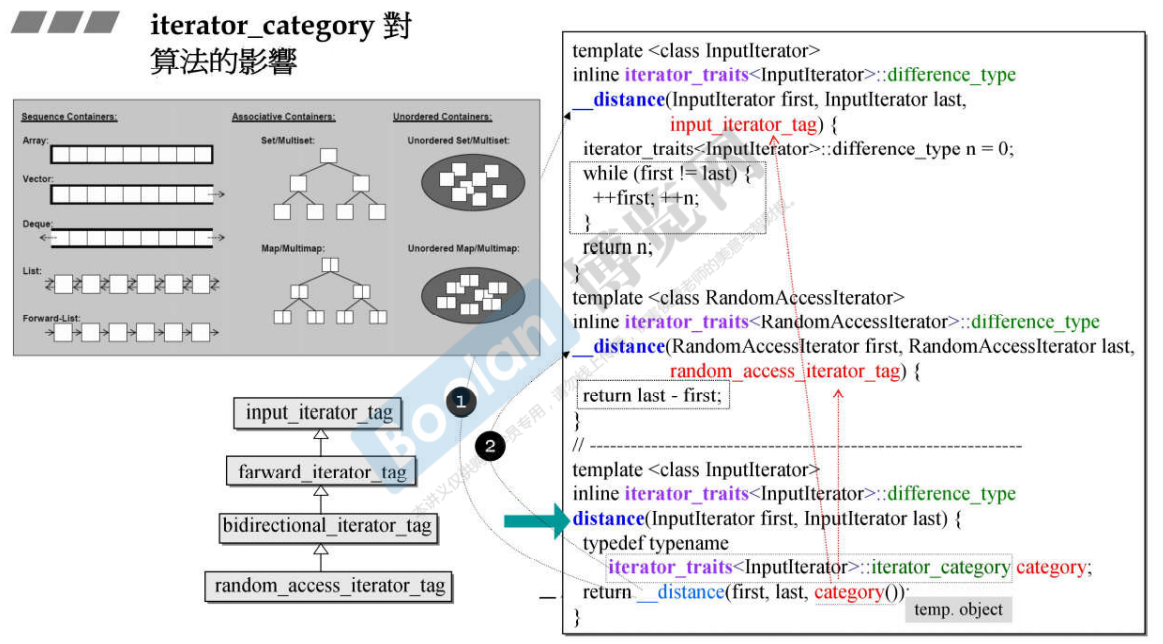 iterator_category 對
算法的影響
Sequence Containers:
Array:
Vector:
Deque:
List:
Forward-List:
Associative Containers:
Set/Multiset:
Map/Multimap:
Unordered Containers:
Unordered Set/Multiset:
Unordered Map/Multimap:
input_iterator_tag
farward_iterator_tag
bidirectional_iterator_tag
random_access_iterator_tag
1
2
template <class InputIterator>
inline iterator_traits<InputIterator>::difference_type
__distance(InputIterator first, InputIterator last,
input_iterator_tag) {
iterator_traits<InputIterator>::difference_type n = 0;
while (first != last) {
++first; ++n;
}
return n;
}
template <class RandomAccessIterator>
inline iterator_traits<RandomAccessIterator>::difference_type
__distance(RandomAccessIterator first, RandomAccessIterator last,
random_access_iterator_tag) {
return last - first;
}
// ---------------------------------------------------------------
template <class InputIterator>
inline iterator_traits<InputIterator>::difference_type
distance(InputIterator first, InputIterator last) {
typedef typename
iterator_traits<InputIterator>::iterator_category category;
return __distance(first, last, category());
temp. object
}
Boolan 博览网